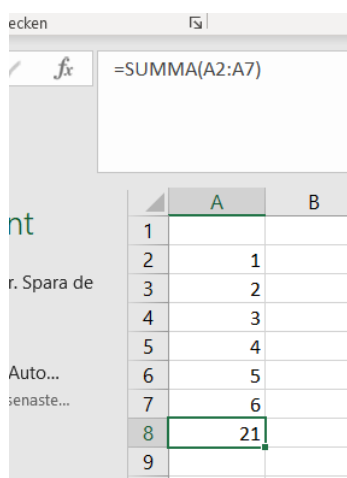 ecken
fx =SUMMA(A2:A7)
A B
nt
1
2 1
r. Spara de
3 2
4 3
5 4
Auto...
6 5
senaste...
7 6
8 21
9